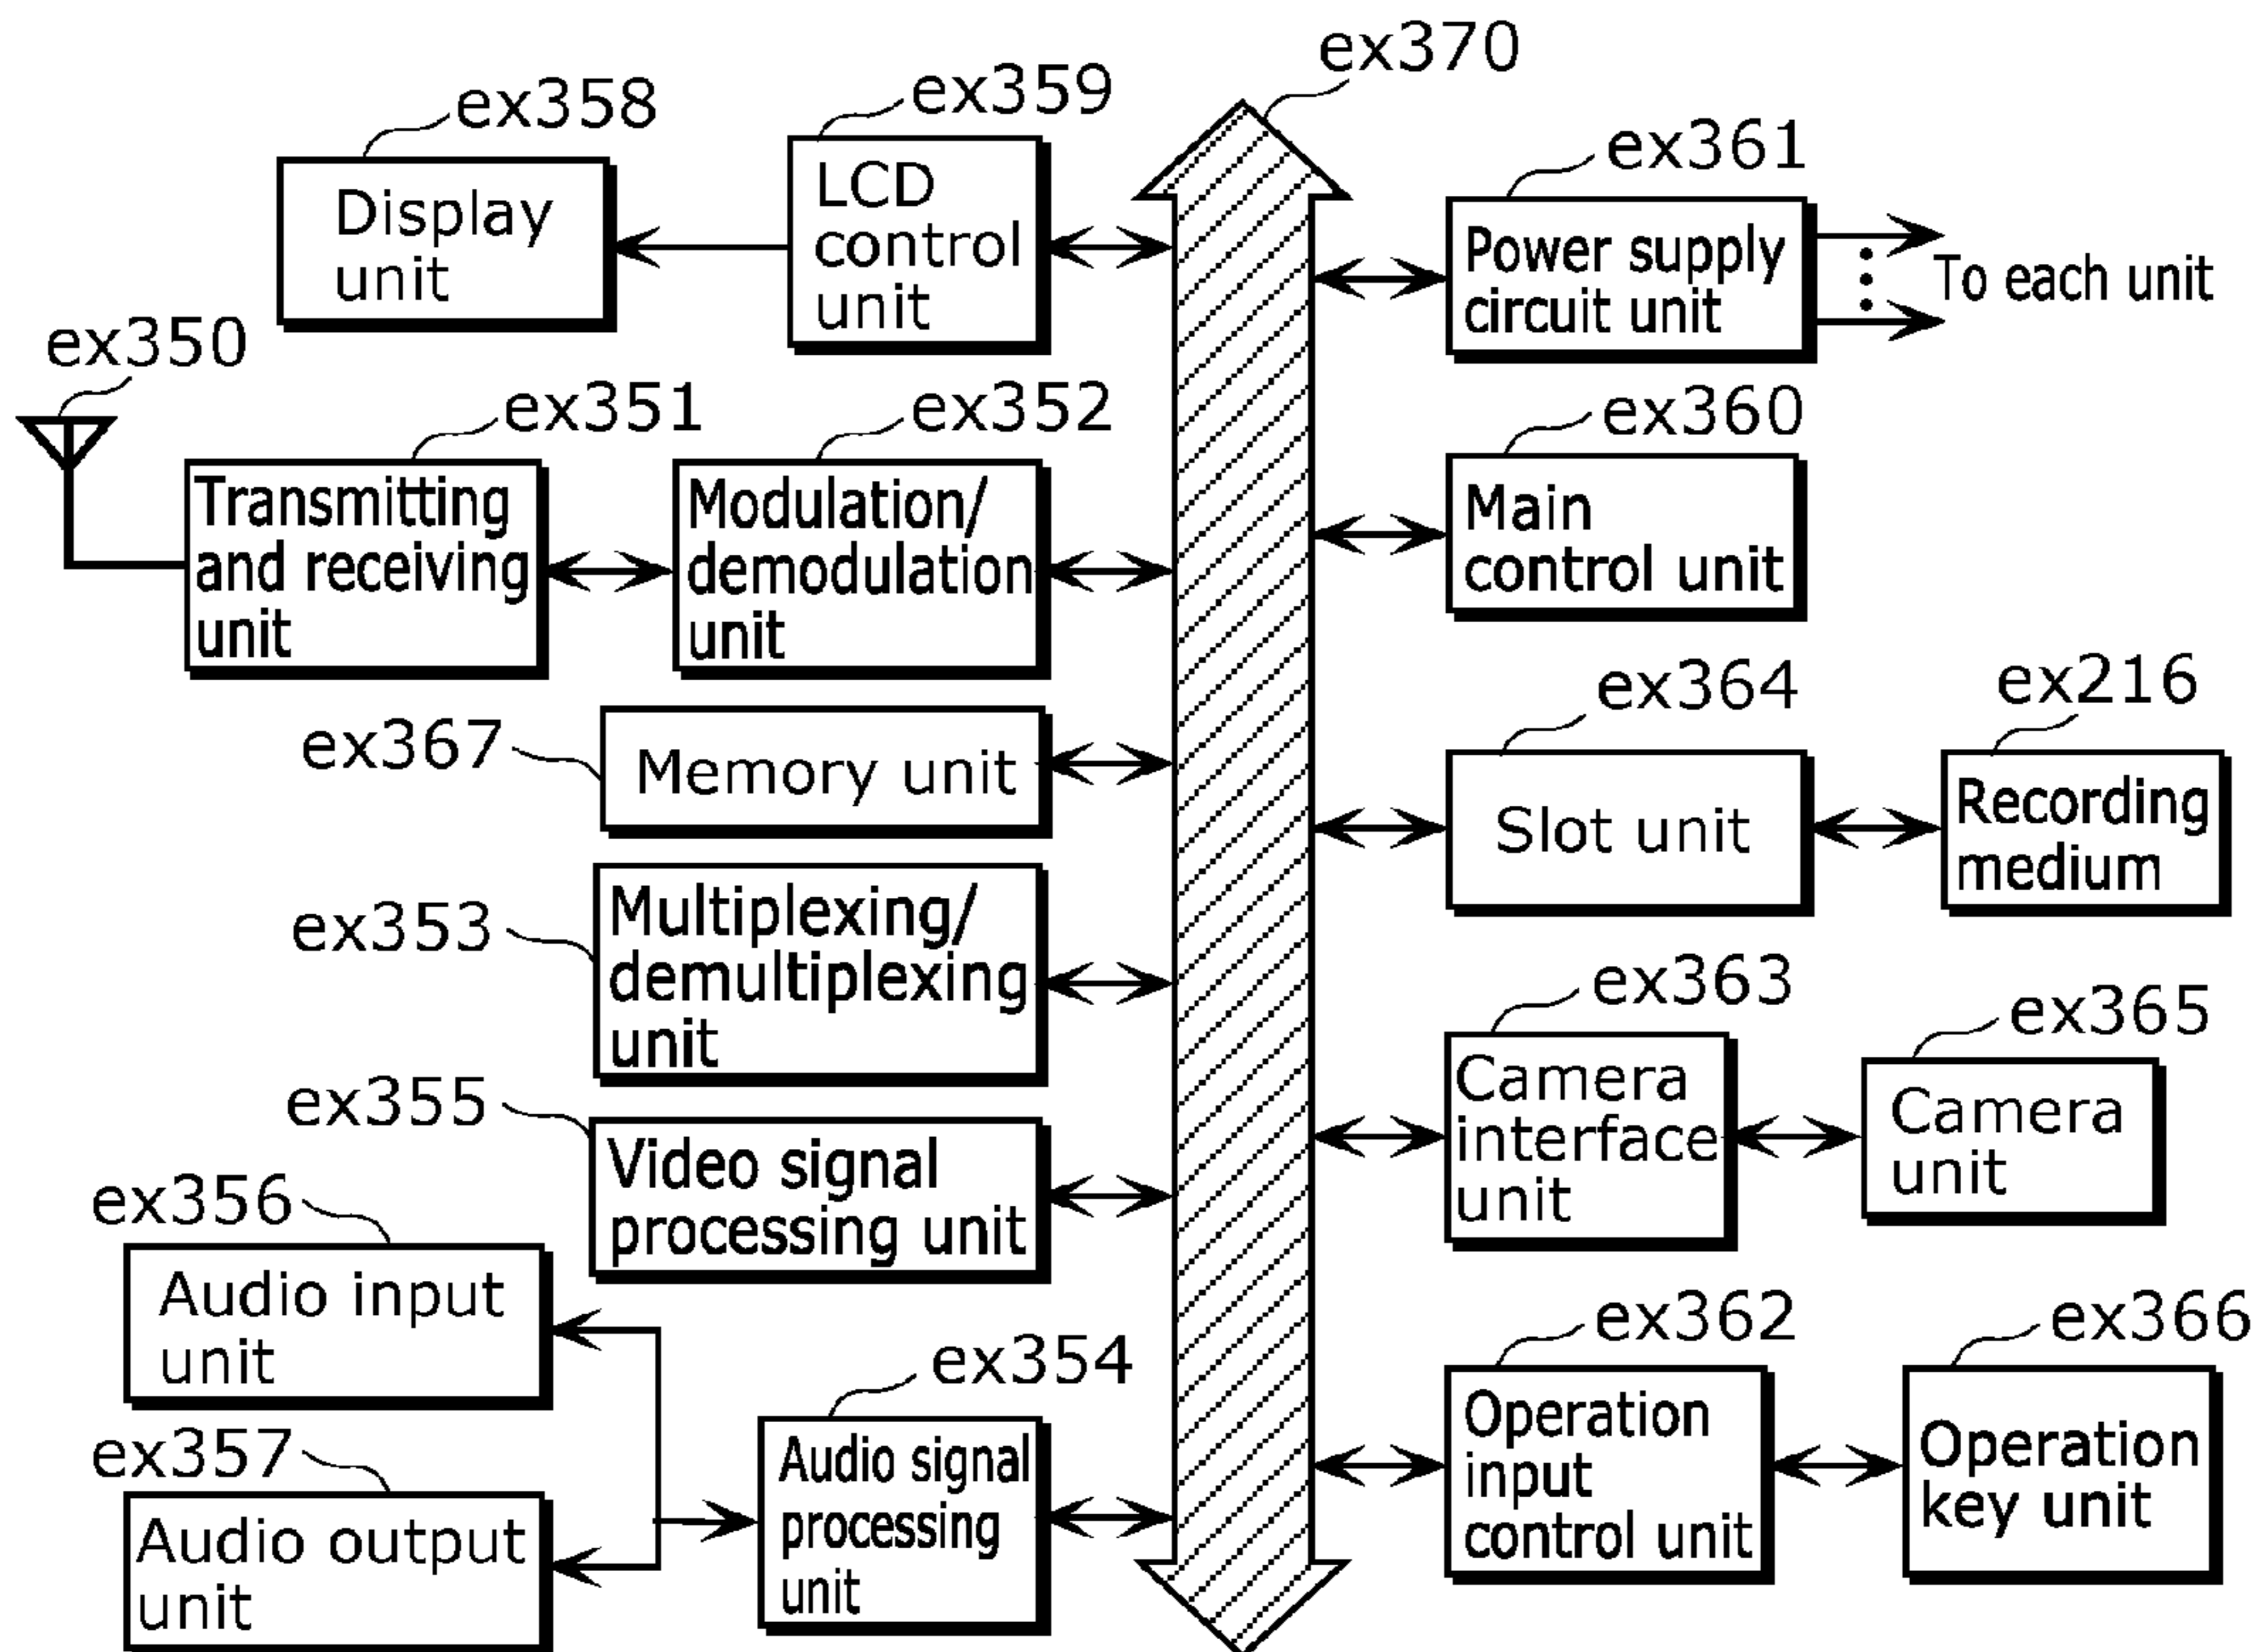 ex370
ex358
ex359
ex361
Display
unit
LCD
control
unit
Power supply
circuit unit
To each unit
ex350
ex351
ex352
ex360
Transmitting
and receiving
unit
Modulation/
demodulation
unit
Main
control unit
ex367
Memory unit
ex364
ex216
Slot unit
Recording
medium
ex353
Multiplexing/
demultiplexing
unit
ex363
ex365
Camera
interface
unit
Camera
unit
ex355
Video signal
processing unit
ex356
Audio input
unit
ex354
ex362
ex366
ex357
Audio output
unit
Audio signal
processing
unit
Operation
input
control unit
Operation
key unit